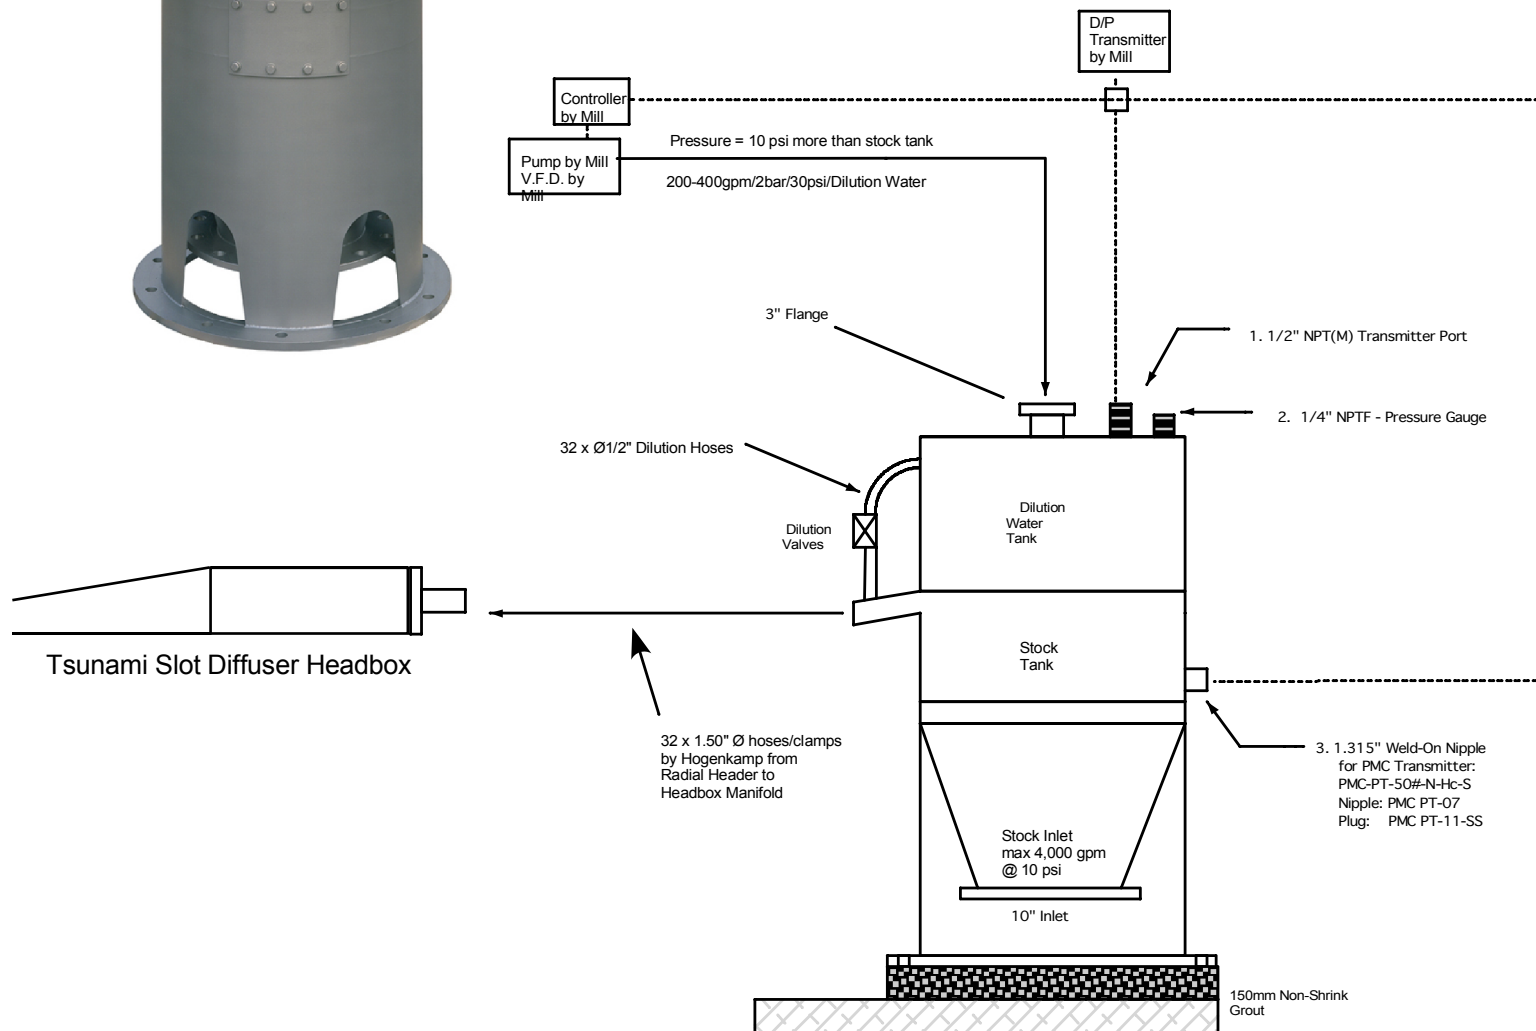 D/P
Transmitter
by Mill
Controller
by Mill
Pressure = 10 psi more than stock tank
Pump by Mill
V.F.D. by
Mill
200-400gpm/2bar/30psi/Dilution Water
3" Flange
1. 1/2" NPT(M) Transmitter Port
2. 1/4" NPTF - Pressure Gauge
32 x Ø1/2" Dilution Hoses
Dilution
Water
Tank
Dilution
Valves
Tsunami Slot Diffuser Headbox
Stock
Tank
32 x 1.50" Ø hoses/clamps
by Hogenkamp from
Radial Header to
Headbox Manifold
3. 1.315" Weld-On Nipple
for PMC Transmitter:
PMC-PT-50#-N-Hc-S
Nipple: PMC PT-07
Plug: PMC PT-11-SS
Stock Inlet
max 4,000 gpm
@ 10 psi
10" Inlet
150mm Non-Shrink
Grout